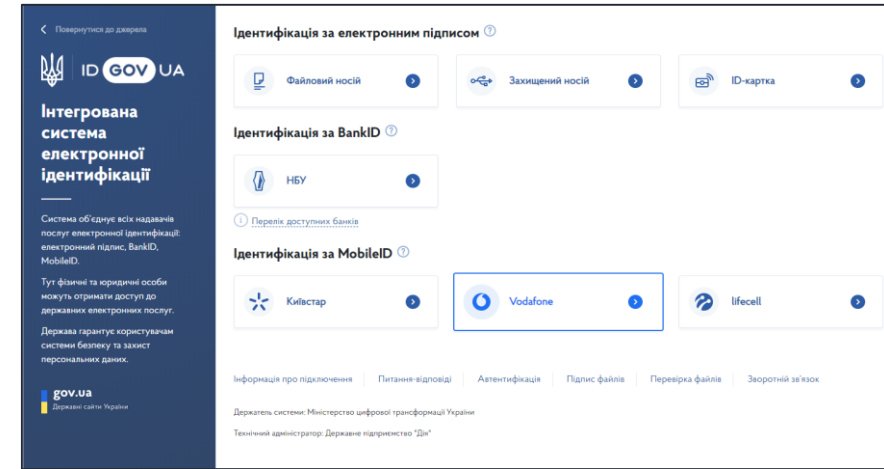 Повернутися до джерела
ID GOV UA
Інтегрована
система
електронної
ідентифікації
Система об'єднує всіх надавачів
послуг електронної ідентифікації:
електронний підпис, BankID,
MobileID.
Тут фізичні та юридичні особи
можуть отримати доступ до
державних електронних послуг.
Держава гарантує користувачам
системи безпеку та захист
персональних даних.
gov.ua
Державні сайти України
Ідентифікація за електронним підписом ?
Файловий носій
Захищений носій
ID-картка
Ідентифікація за BankID ?
НБУ
Перелік доступних банків
Ідентифікація за MobileID ?
Київстар
Vodafone
lifecell
Інформація про підключення
Питання-відповіді
Автентифікація
Підпис файлів
Перевірка файлів
Зворотній зв'язок
Держатель системи: Міністерство цифрової трансформації України
Технічний адміністратор: Державне підприємство "Дія"